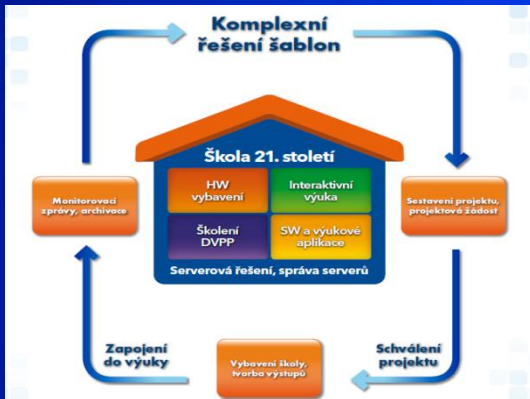 Komplexní
řešení šablon
Škola 21. století
HW
vybavení
Interaktivní
výuka
Školení
DVPP
SW a výukové
aplikace
Serverová řešení, správa serverů
Monitorovací
zprávy, archivace
Sestavení projektu,
projektová žádost
Zapojení
do výuky
Vybavení školy,
tvorba výstupů
Schválení
projektu